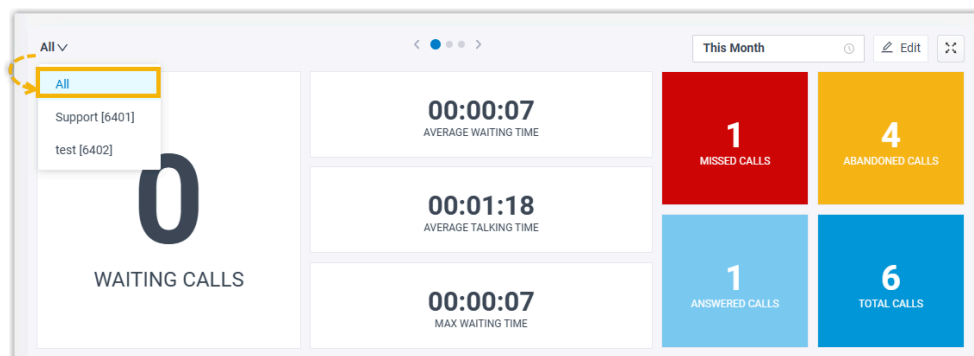 All
This Month
Edit
All
Support [6401]
test [6402]
0
WAITING CALLS
00:00:07
AVERAGE WAITING TIME
00:01:18
AVERAGE TALKING TIME
00:00:07
MAX WAITING TIME
1
MISSED CALLS
4
ABANDONED CALLS
1
ANSWERED CALLS
6
TOTAL CALLS